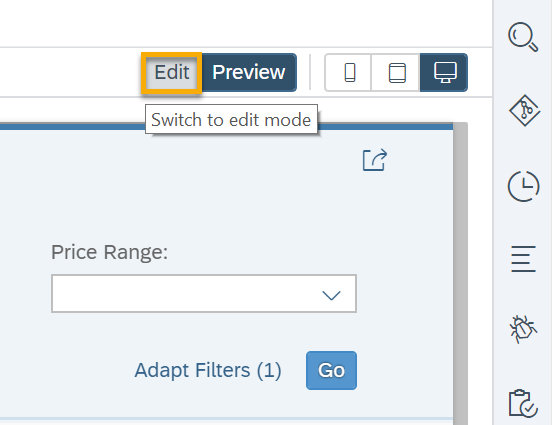 Edit Preview
Switch to edit mode
Price Range:
Adapt Filters (1) Go